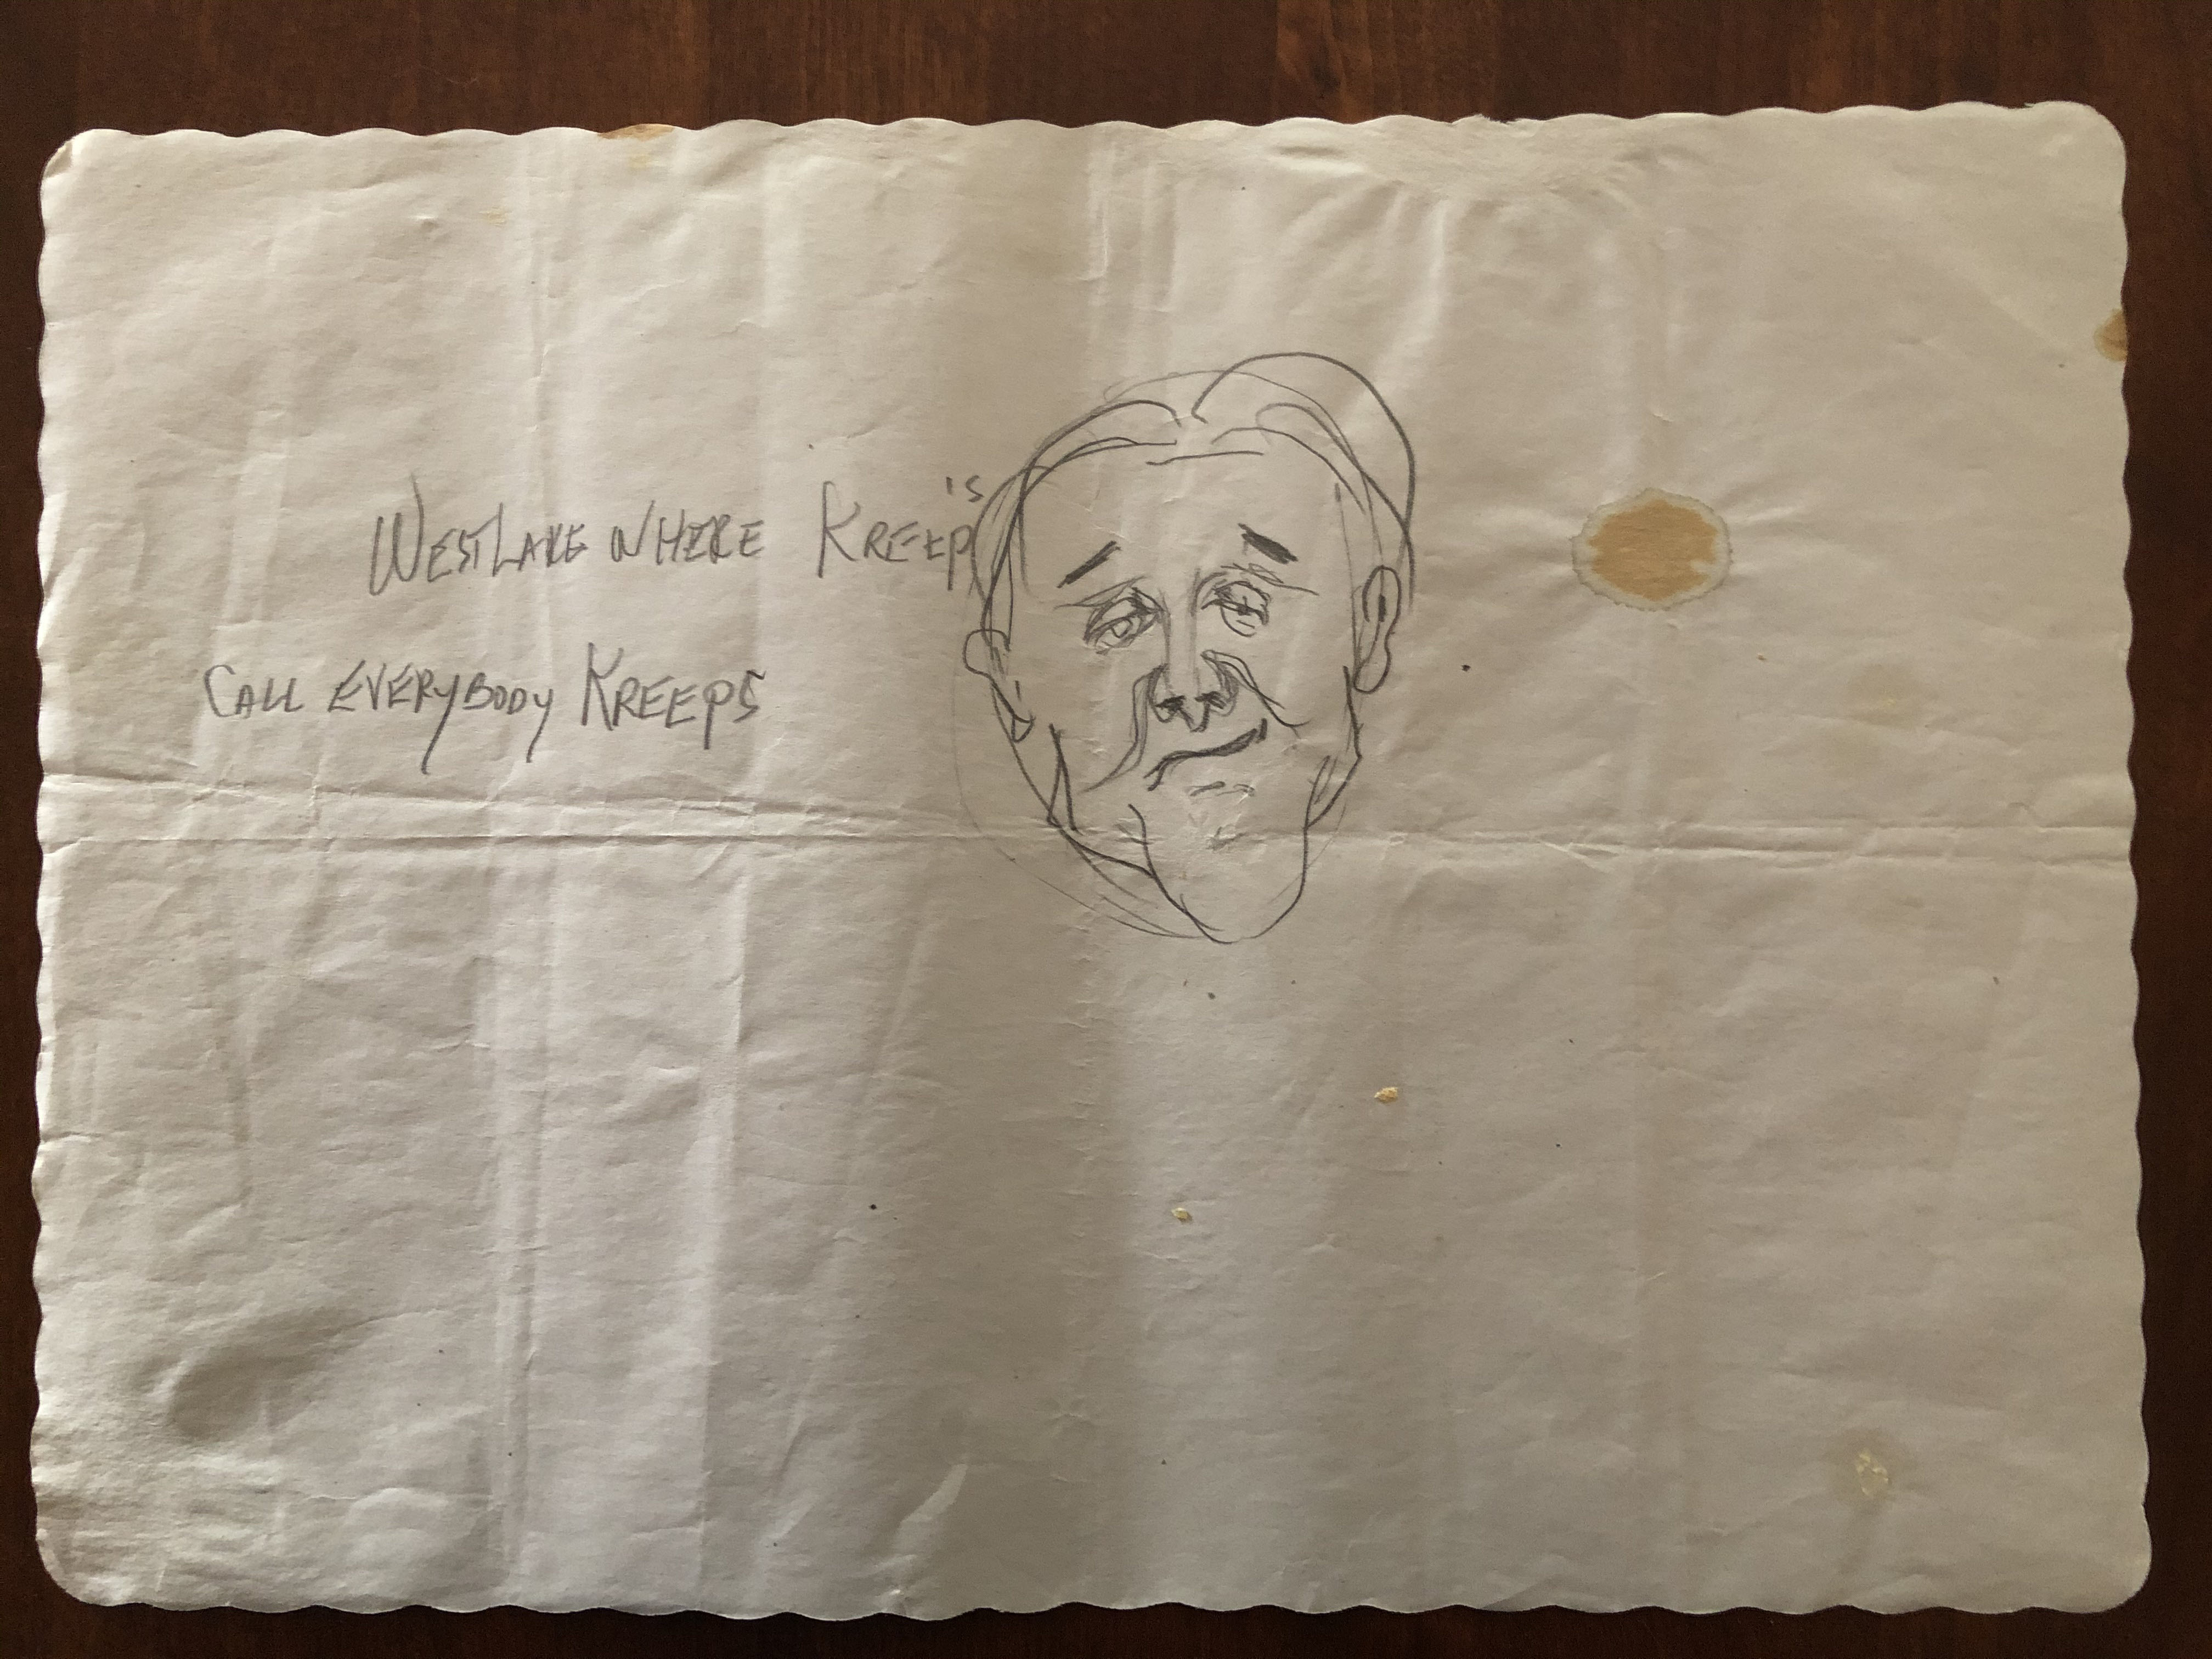 WESTLAKE WHERE KREEP'S
CALL EVERYBODY KREEPS